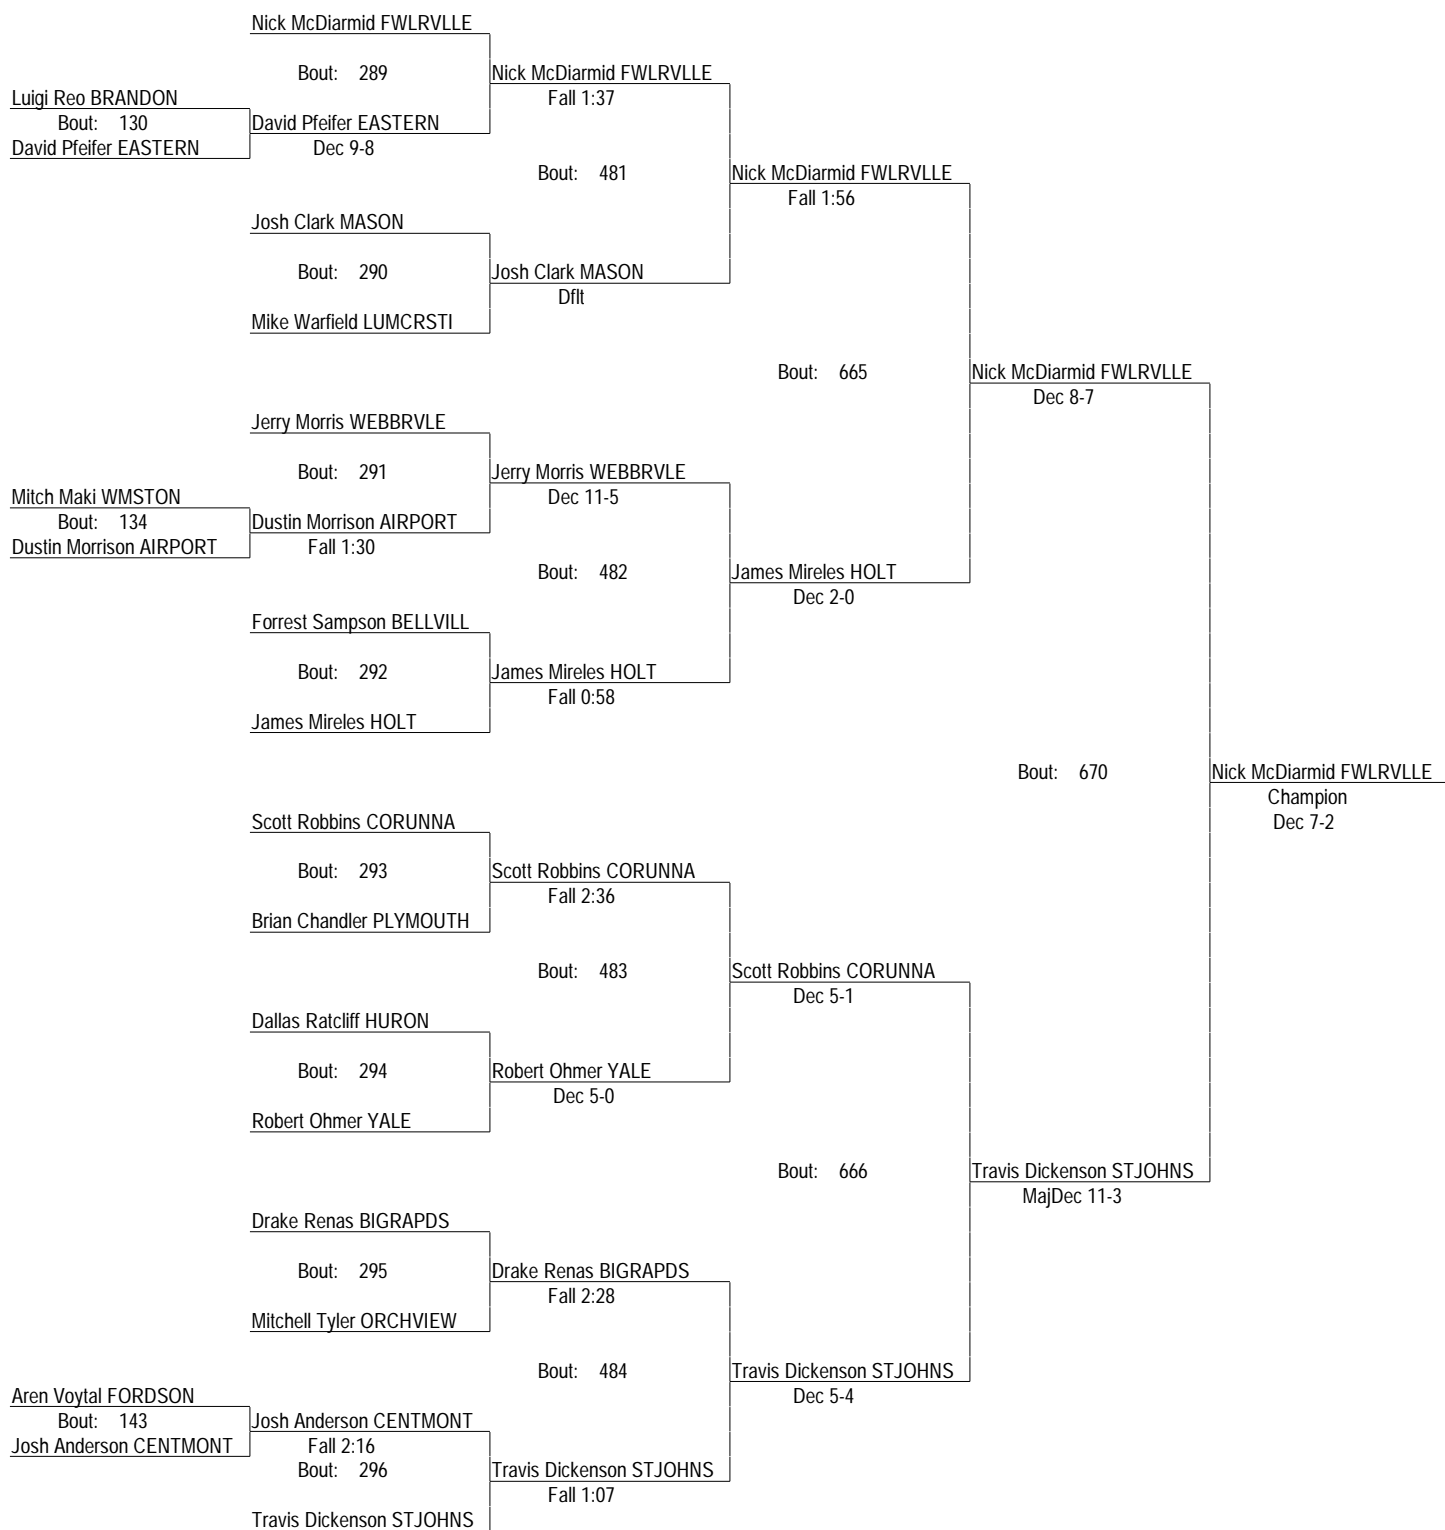 Nick McDiarmid FWLRVLLE
Bout: 289
Nick McDiarmid FWLRVLLE
Luigi Reo BRANDON
Fall 1:37
Bout: 130
David Pfeifer EASTERN
David Pfeifer EASTERN
Dec 9-8
Bout: 481
Nick McDiarmid FWLRVLLE
Fall 1:56
Josh Clark MASON
Bout: 290
Josh Clark MASON
Dflt
Mike Warfield LUMCRSTI
Bout: 665
Nick McDiarmid FWLRVLLE
Dec 8-7
Jerry Morris WEBBRVLE
Bout: 291
Jerry Morris WEBBRVLE
Mitch Maki WMSTON
Dec 11-5
Bout: 134
Dustin Morrison AIRPORT
Dustin Morrison AIRPORT
Fall 1:30
Bout: 482
James Mireles HOLT
Dec 2-0
Forrest Sampson BELLVILL
Bout: 292
James Mireles HOLT
Fall 0:58
James Mireles HOLT
Bout: 670
Nick McDiarmid FWLRVLLE
Champion
Dec 7-2
Scott Robbins CORUNNA
Bout: 293
Scott Robbins CORUNNA
Fall 2:36
Brian Chandler PLYMOUTH
Bout: 483
Scott Robbins CORUNNA
Dec 5-1
Dallas Ratcliff HURON
Bout: 294
Robert Ohmer YALE
Dec 5-0
Robert Ohmer YALE
Bout: 666
Travis Dickenson STJOHNS
MajDec 11-3
Drake Renas BIGRAPDS
Bout: 295
Drake Renas BIGRAPDS
Fall 2:28
Mitchell Tyler ORCHVIEW
Bout: 484
Travis Dickenson STJOHNS
Dec 5-4
Aren Voytal FORDSON
Bout: 143
Josh Anderson CENTMONT
Josh Anderson CENTMONT
Fall 2:16
Bout: 296
Travis Dickenson STJOHNS
Fall 1:07
Travis Dickenson STJOHNS